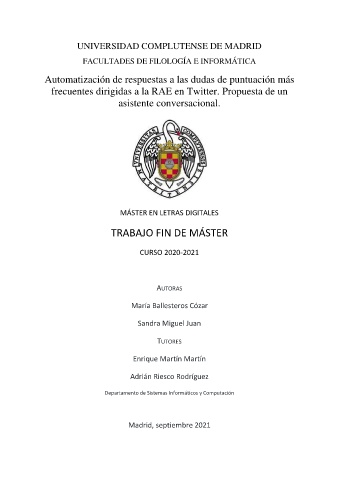 UNIVERSIDAD COMPLUTENSE DE MADRID
FACULTADES DE FILOLOGÍA E INFORMÁTICA
Automatización de respuestas a las dudas de puntuación más
frecuentes dirigidas a la RAE en Twitter. Propuesta de un
asistente conversacional.
MÁSTER EN LETRAS DIGITALES
TRABAJO FIN DE MÁSTER
CURSO 2020-2021
AUTORAS
María Ballesteros Cózar
Sandra Miguel Juan
TUTORES
Enrique Martín Martín
Adrián Riesco Rodríguez
Departamento de Sistemas Informáticos y Computación
Madrid, septiembre 2021